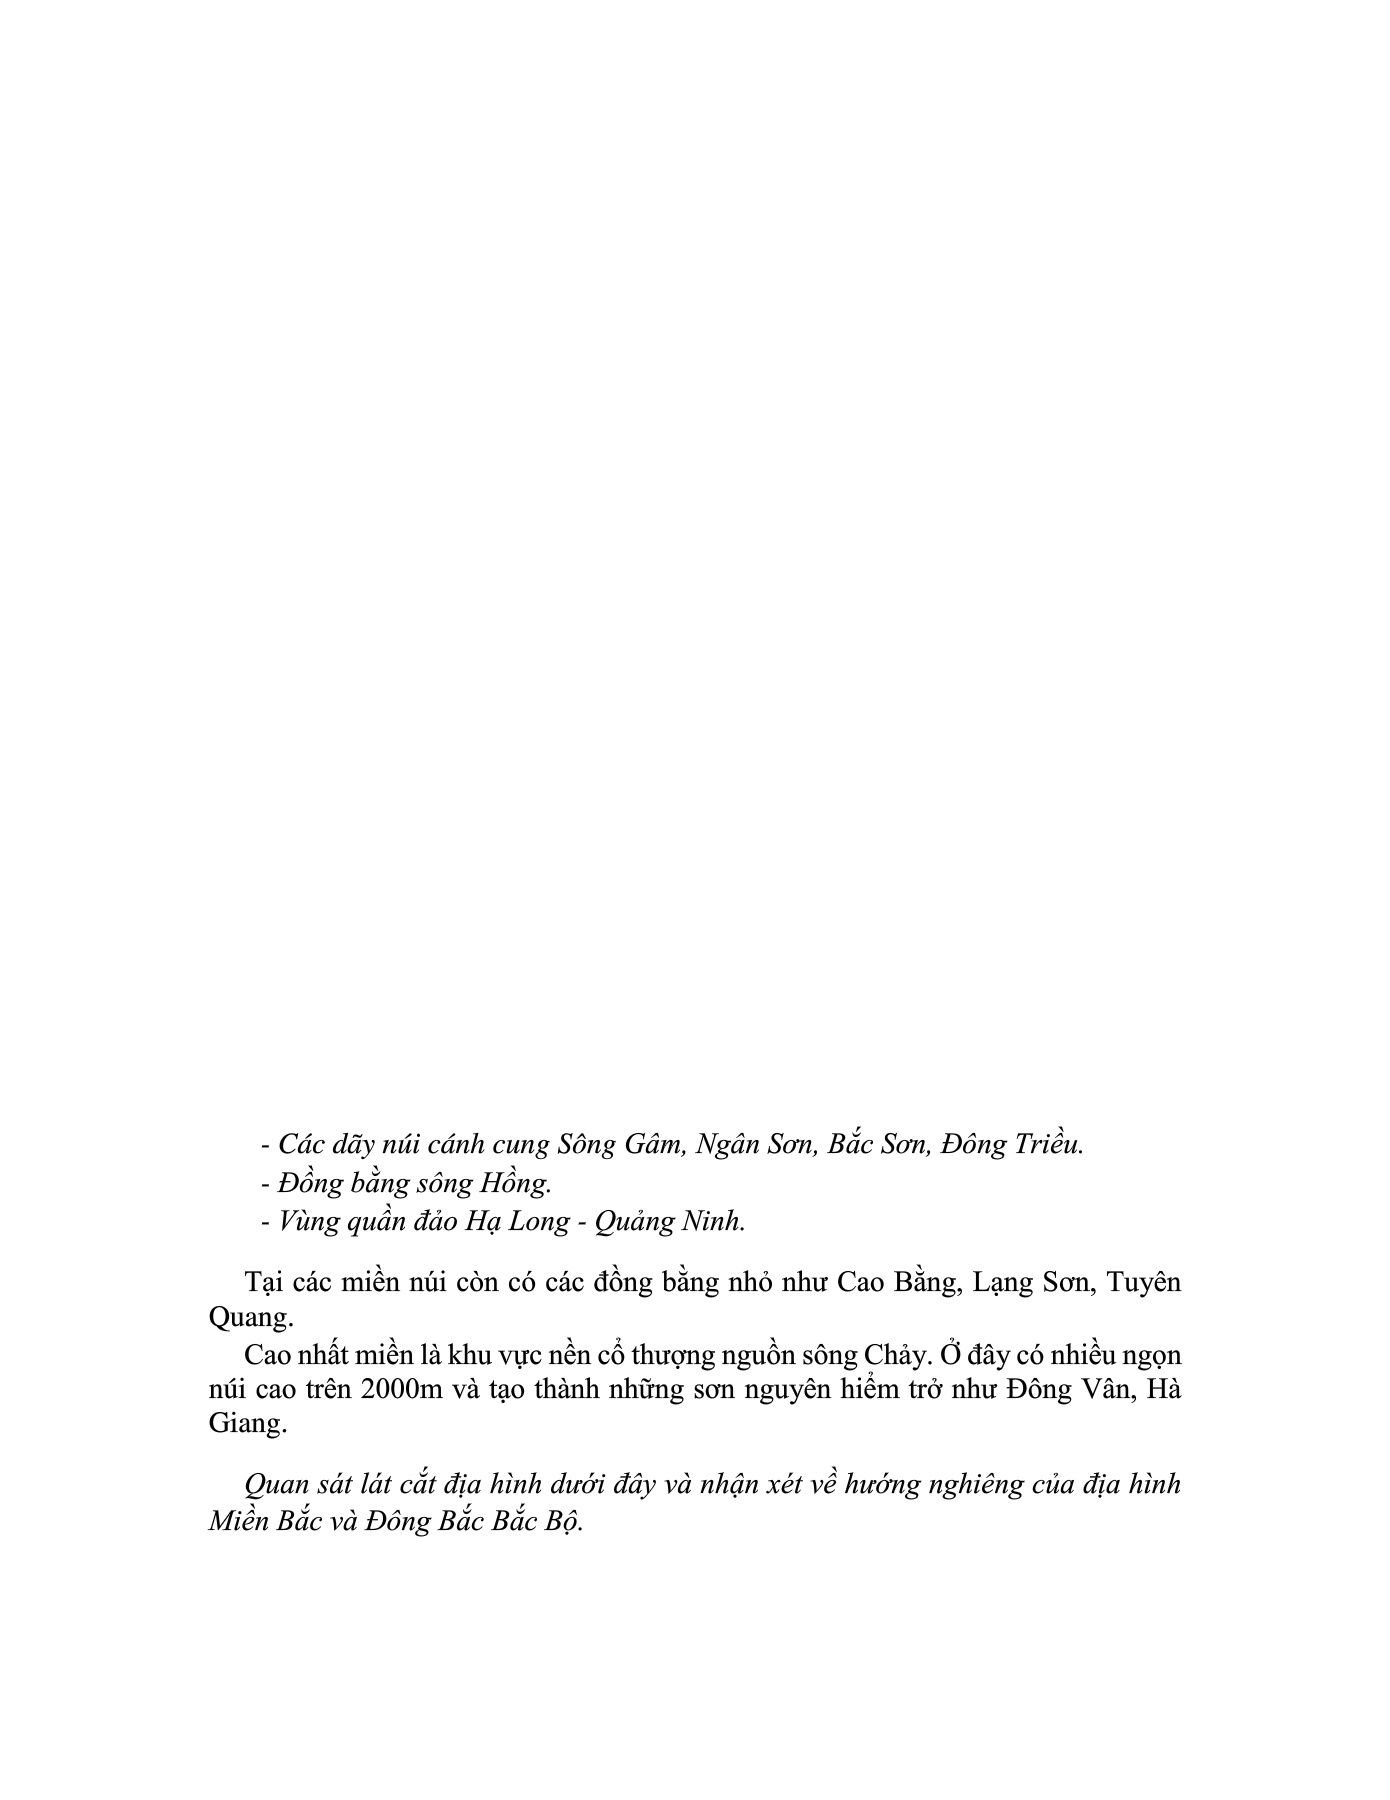 - Các dãy núi cánh cung Sông Gâm, Ngân Sơn, Bắc Sơn, Đông Triều.
- Đồng bằng sông Hồng.
- Vùng quần đảo Hạ Long - Quảng Ninh.
Tại các miền núi còn có các đồng bằng nhỏ như Cao Bằng, Lạng Sơn, Tuyên
Quang.
Cao nhất miền là khu vực nền cổ thượng nguồn sông Chảy. Ở đây có nhiều ngọn
núi cao trên 2000m và tạo thành những sơn nguyên hiểm trở như Đông Vân, Hà
Giang.
Quan sát lát cắt địa hình dưới đây và nhận xét về hướng nghiêng của địa hình
Miền Bắc và Đông Bắc Bắc Bộ.